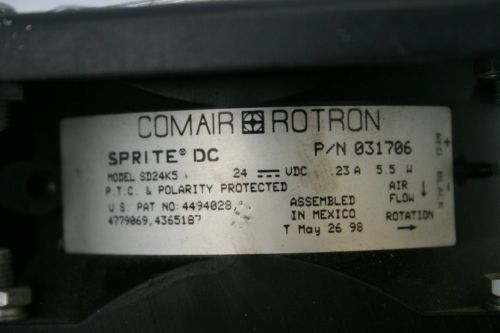 COMAIR ROTRON
SPRITE® DC P/N 031706
MODEL SD24K5 24 VDC .23 A 5.5 W
P.T.C. & POLARITY PROTECTED
U.S. PAT NO: 4494028,
4779069,4365187
ASSEMBLED
IN MEXICO
T May 26 98
AIR
FLOW ↓
ROTATION
→
+
RED
-
BLACK